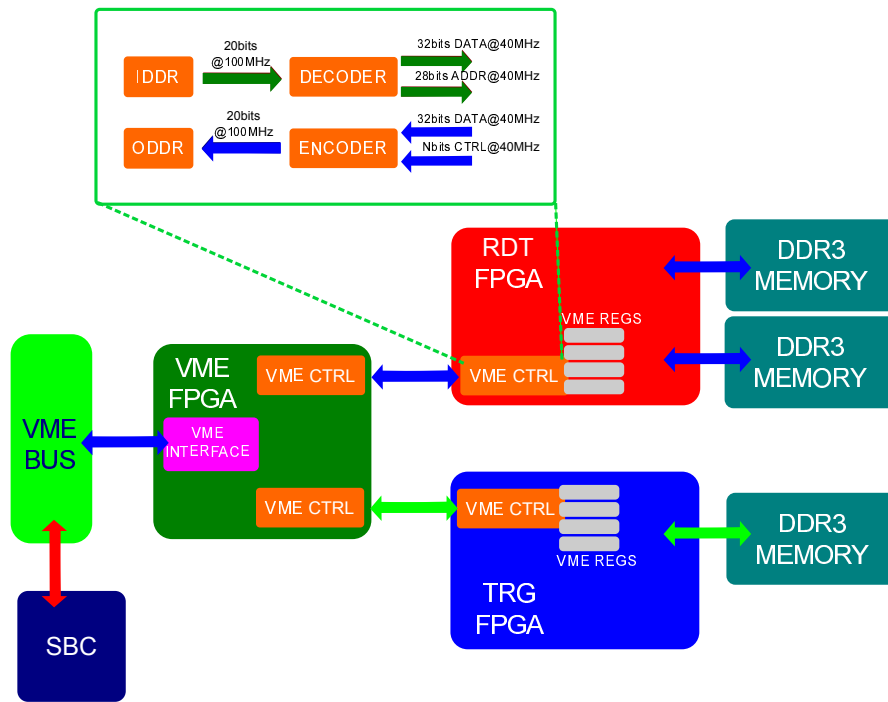 20bits
@100MHz
32bits DATA@40MHz
IDDR
DECODER
28bits ADDR@40MHz
20bits
@100MHz
32bits DATA@40MHz
ODDR
ENCODER
Nbits CTRL@40MHz
RDT
FPGA
DDR3
MEMORY
VME REGS
VME CTRL
DDR3
MEMORY
VME
FPGA
VME CTRL
VME
BUS
VME
INTERFACE
VME CTRL
VME CTRL
VME REGS
TRG
FPGA
DDR3
MEMORY
SBC